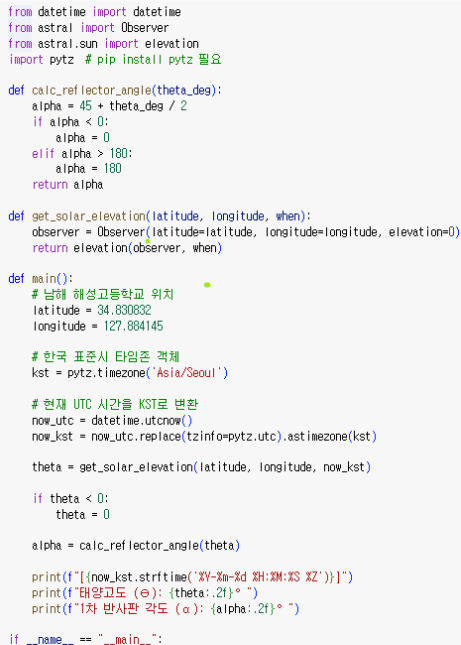 from datetime import datetime
from astral import Observer
from astral.sun import elevation
import pytz  # pip install pytz 필요
def calc_reflector_angle(theta_deg):
    alpha = 45 + theta_deg / 2
    if alpha < 0:
        alpha = 0
    elif alpha > 180:
        alpha = 180
    return alpha
def get_solar_elevation(latitude, longitude, when):
    observer = Observer(latitude=latitude, longitude=longitude, elevation=0)
    return elevation(observer, when)
def main():
    # 남해 해성고등학교 위치
    latitude = 34.830832
    longitude = 127.884145
    # 한국 표준시 타임존 객체
    kst = pytz.timezone('Asia/Seoul')
    # 현재 UTC 시간을 KST로 변환
    now_utc = datetime.utcnow()
    now_kst = now_utc.replace(tzinfo=pytz.utc).astimezone(kst)
    theta = get_solar_elevation(latitude, longitude, now_kst)
    if theta < 0:
        theta = 0
    alpha = calc_reflector_angle(theta)
    print(f"[{now_kst.strftime('%Y-%m-%d %H:%M:%S %Z')}]")
    print(f"태양고도 (θ): {theta:.2f}° ")
    print(f"1차 반사판 각도 (α): {alpha:.2f}° ")
if __name__ == "__main__":